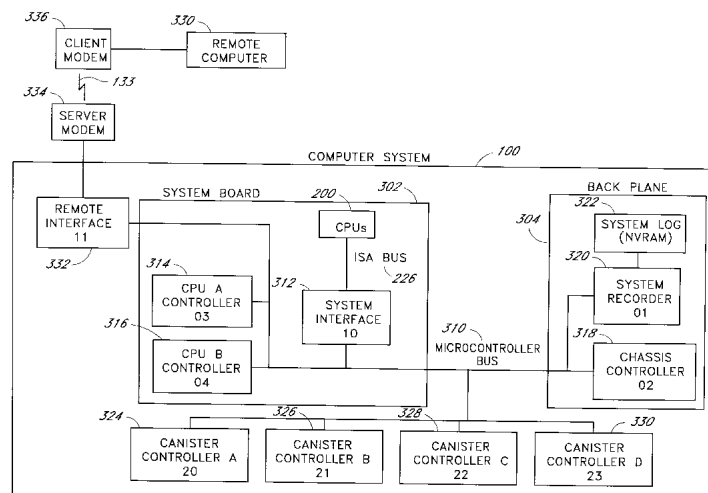 336
CLIENT
MODEM
330
REMOTE
COMPUTER
133
334
SERVER
MODEM
COMPUTER SYSTEM
100
SYSTEM BOARD
302
BACK PLANE
REMOTE
INTERFACE
11
332
200
CPUs
ISA BUS
226
304
322
SYSTEM LOG
(NVRAM)
314
CPU A
CONTROLLER
03
312
SYSTEM
INTERFACE
10
320
SYSTEM
RECORDER
01
316
CPU B
CONTROLLER
04
310
MICROCONTROLLER
BUS
318
CHASSIS
CONTROLLER
02
324
CANISTER
CONTROLLER A
20
326
CANISTER
CONTROLLER B
21
328
CANISTER
CONTROLLER C
22
330
CANISTER
CONTROLLER D
23